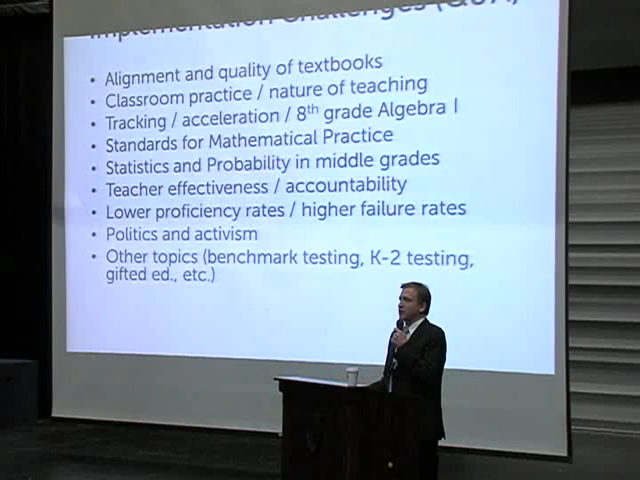 Implementation Challenges (Q&A)
• Alignment and quality of textbooks
• Classroom practice / nature of teaching
• Tracking / acceleration / 8th grade Algebra I
• Standards for Mathematical Practice
• Statistics and Probability in middle grades
• Teacher effectiveness / accountability
• Lower proficiency rates / higher failure rates
• Politics and activism
• Other topics (benchmark testing, K-2 testing,
gifted ed., etc.)